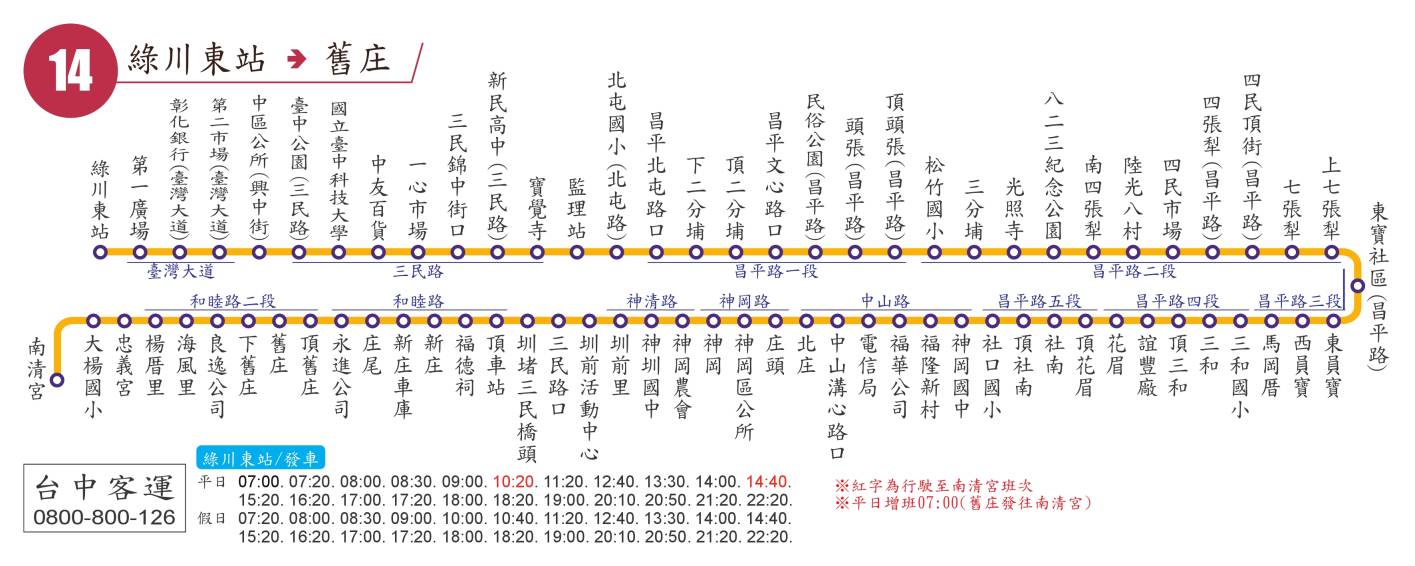 14
綠川東站 ➔ 舊庄
綠川東站
第一廣場
彰化銀行(臺灣大道)
第二市場(臺灣大道)
中區公所(興中街)
臺中公園(三民路)
國立臺中科技大學
中友百貨
一心市場
三民錦中街口
新民高中(三民路)
寶覺寺
監理站
北屯國小(北屯路)
昌平北屯路口
下二分埔
頂二分埔
昌平文心路口
民俗公園(昌平路)
頭張(昌平路)
頂頭張(昌平路)
松竹國小
三分埔
光照寺
八二三紀念公園
南四張犁
陸光八村
四民市場
四張犁(昌平路)
四民頂街(昌平路)
七張犁
上七張犁
東寶社區(昌平路)
臺灣大道
三民路
昌平路一段
昌平路二段
和睦路二段
和睦路
神清路
神岡路
中山路
昌平路五段
昌平路四段
昌平路三段
南清宮
大楊國小
忠義宮
楊厝里
海風里
良逸公司
下舊庄
舊庄
頂舊庄
永進公司
庄尾
新庄車庫
新庄
福德祠
頂車站
圳堵三民橋頭
三民路口
圳前活動中心
圳前里
神圳國中
神岡農會
神岡
神岡區公所
庄頭
北庄
中山溝心路口
電信局
福華公司
福隆新村
神岡國中
社口國小
頂社南
社南
頂花眉
花眉
誼豐廠
頂三和
三和
三和國小
馬岡厝
西員寶
東員寶
台中客運
0800-800-126
綠川東站/發車
平日 07:00. 07:20. 08:00. 08:30. 09:00. 10:20. 11:20. 12:40. 13:30. 14:00. 14:40.
15:20. 16:20. 17:00. 17:20. 18:00. 18:20. 19:00. 20:10. 20:50. 21:20. 22:20.
假日 07:20. 08:00. 08:30. 09:00. 10:00. 10:40. 11:20. 12:40. 13:30. 14:00. 14:40.
15:20. 16:20. 17:00. 17:20. 18:00. 18:20. 19:00. 20:10. 20:50. 21:20. 22:20.
※紅字為行駛至南清宮班次
※平日增班07:00(舊庄發往南清宮)